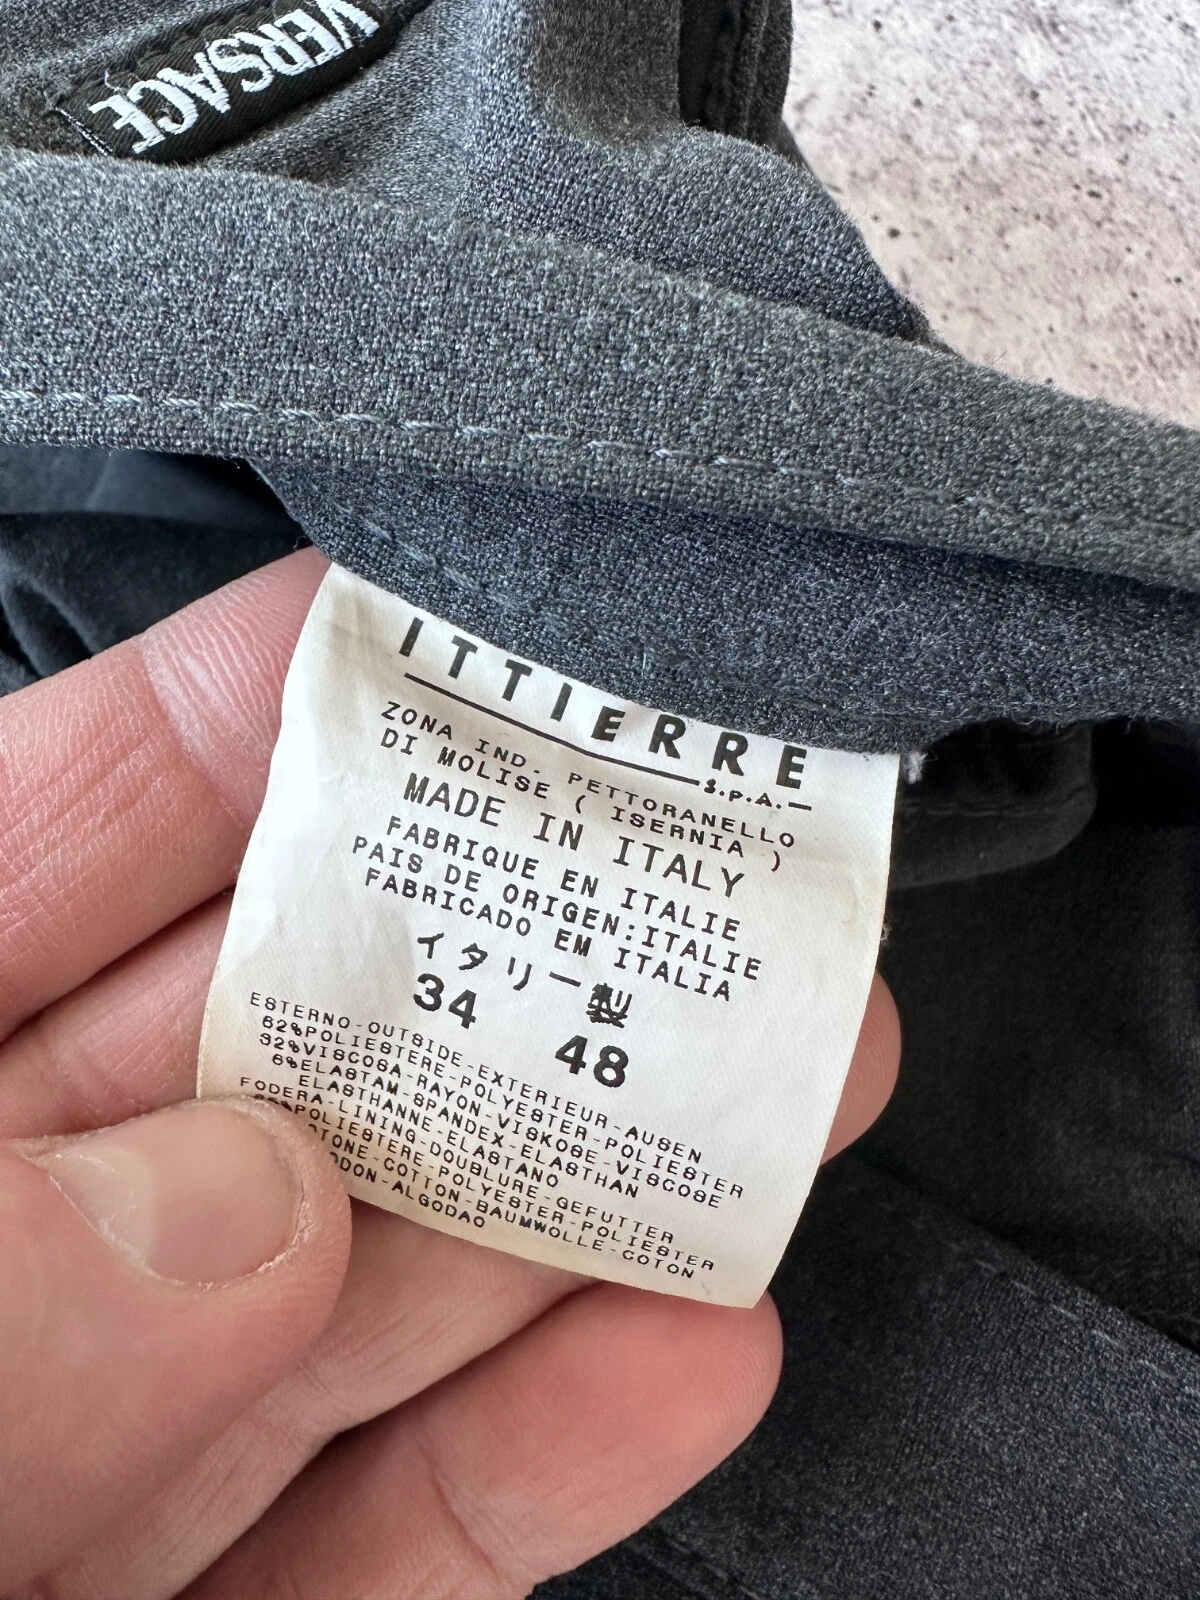 VERSACE
ITTIERRE
S.P.A.
ZONA IND. PETTORANELLO
DI MOLISE ( ISERNIA )
MADE IN ITALY
FABRIQUE EN ITALIE
PAIS DE ORIGEN:ITALIE
FABRICADO EM ITALIA
イタリー製
34 48
ESTERNO-OUTSIDE-EXTERIEUR-AUSEN
62%POLIESTERE-POLYESTER-POLIESTER
32%VISCOSA-RAYON-VISKOSE-VISCOSE
6%ELASTAM-SPANDEX-ELASTHAN
ELASTHANNE-ELASTANO
FODERA-LINING-DOUBLURE-GEFUTTER
POLIESTERE-POLYESTER-POLIESTER
-COTTON-BAUMWOLLE-COTON
-ALGODAO